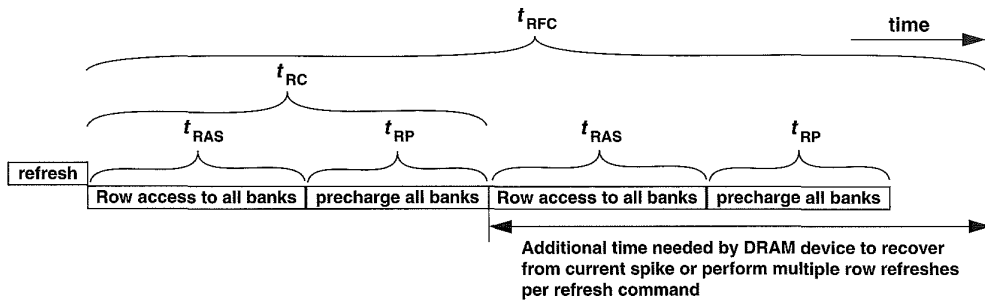 tRFC
time
tRC
tRAS
tRP
tRAS
tRP
refresh
Row access to all banks
precharge all banks
Row access to all banks
precharge all banks
Additional time needed by DRAM device to recover
from current spike or perform multiple row refreshes
per refresh command